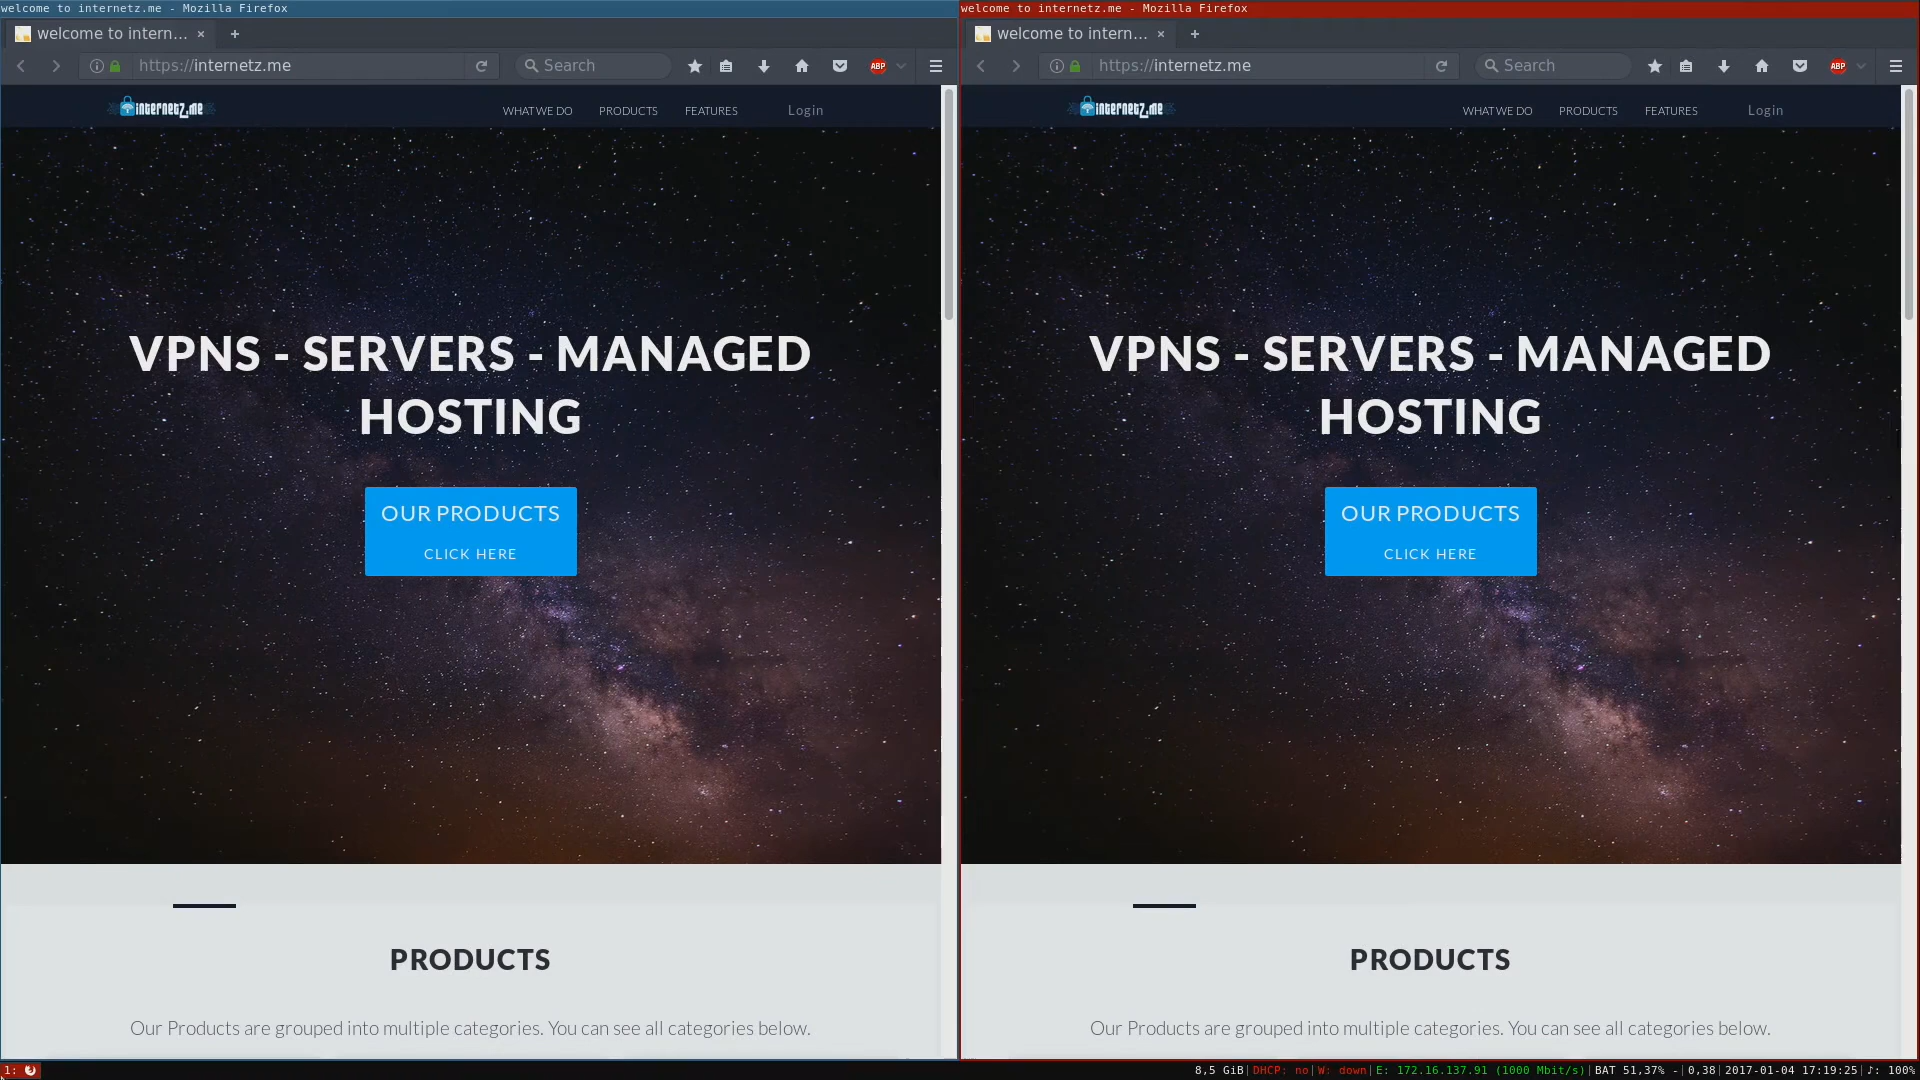 welcome to internetz.me - Mozilla Firefox
welcome to intern... × +
https://internetz.me Search ABP
internetz.me WHAT WE DO PRODUCTS FEATURES Login
VPNS - SERVERS - MANAGED
HOSTING
OUR PRODUCTS
CLICK HERE
PRODUCTS
Our Products are grouped into multiple categories. You can see all categories below.
welcome to internetz.me - Mozilla Firefox
welcome to intern... × +
https://internetz.me Search ABP
internetz.me WHAT WE DO PRODUCTS FEATURES Login
VPNS - SERVERS - MANAGED
HOSTING
OUR PRODUCTS
CLICK HERE
PRODUCTS
Our Products are grouped into multiple categories. You can see all categories below.
1: 8,5 GiB|DHCP: no|W: down|E: 172.16.137.91 (1000 Mbit/s)|BAT 51,37% -|0,38|2017-01-04 17:19:25|♪: 100%